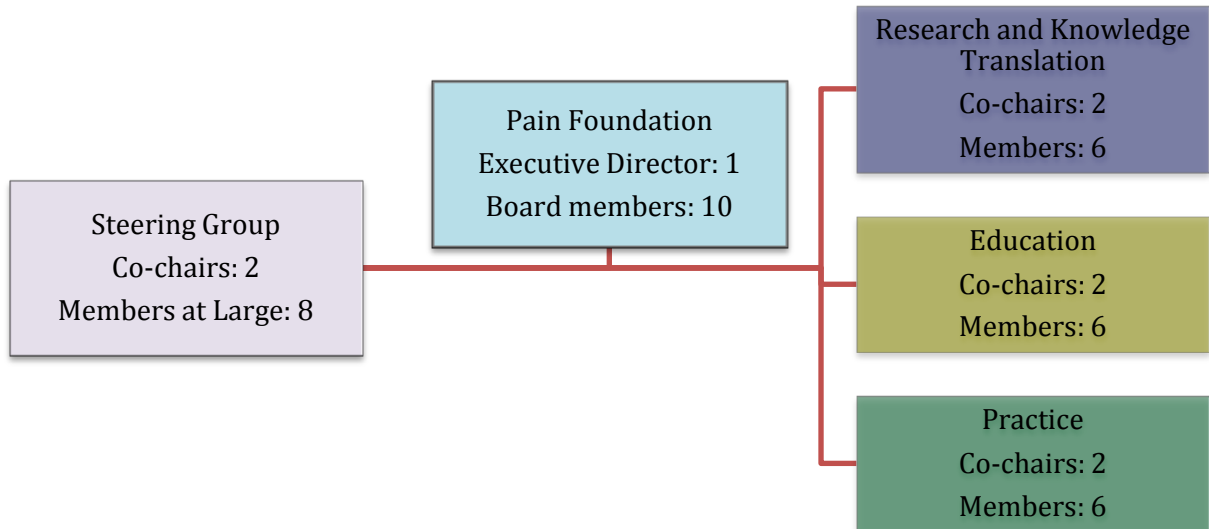 Steering Group
Co-chairs: 2
Members at Large: 8
Pain Foundation
Executive Director: 1
Board members: 10
Research and Knowledge
Translation
Co-chairs: 2
Members: 6
Education
Co-chairs: 2
Members: 6
Practice
Co-chairs: 2
Members: 6